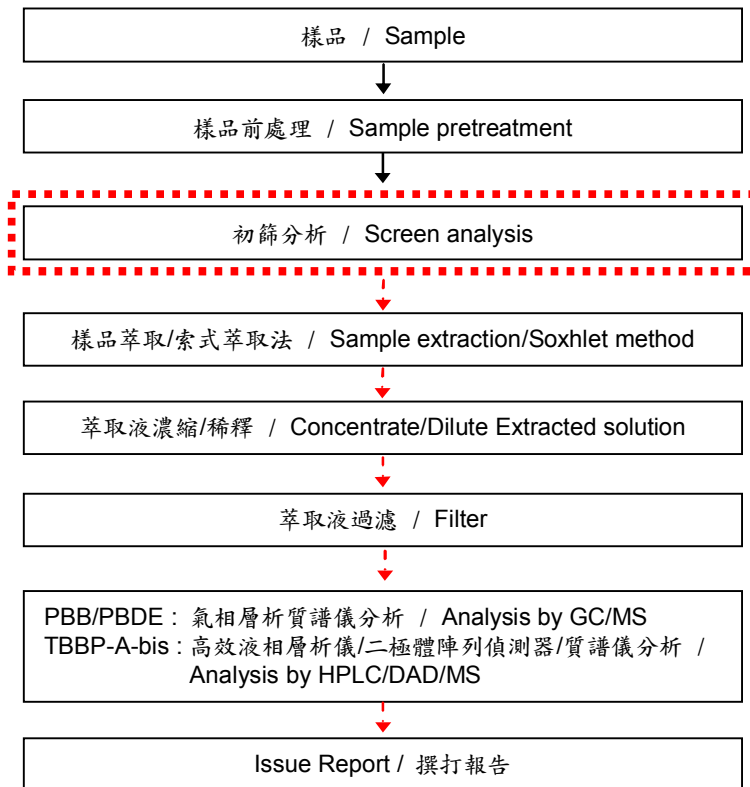 樣品 / Sample
樣品前處理 / Sample pretreatment
初篩分析 / Screen analysis
樣品萃取/索式萃取法 / Sample extraction/Soxhlet method
萃取液濃縮/稀釋 / Concentrate/Dilute Extracted solution
萃取液過濾 / Filter
PBB/PBDE : 氣相層析質譜儀分析 / Analysis by GC/MS
TBBP-A-bis : 高效液相層析儀/二極體陣列偵測器/質譜儀分析 /
Analysis by HPLC/DAD/MS
Issue Report / 撰打報告